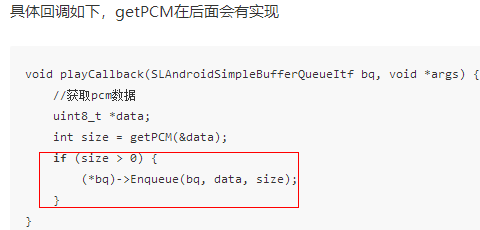 具体回调如下，getPCM在后面会有实现
void playCallback(SLAndroidSimpleBufferQueueItf bq, void *args) {
    //获取pcm数据
    uint8_t *data;
    int size = getPCM(&data);
    if (size > 0) {
        (*bq)->Enqueue(bq, data, size);
    }
}